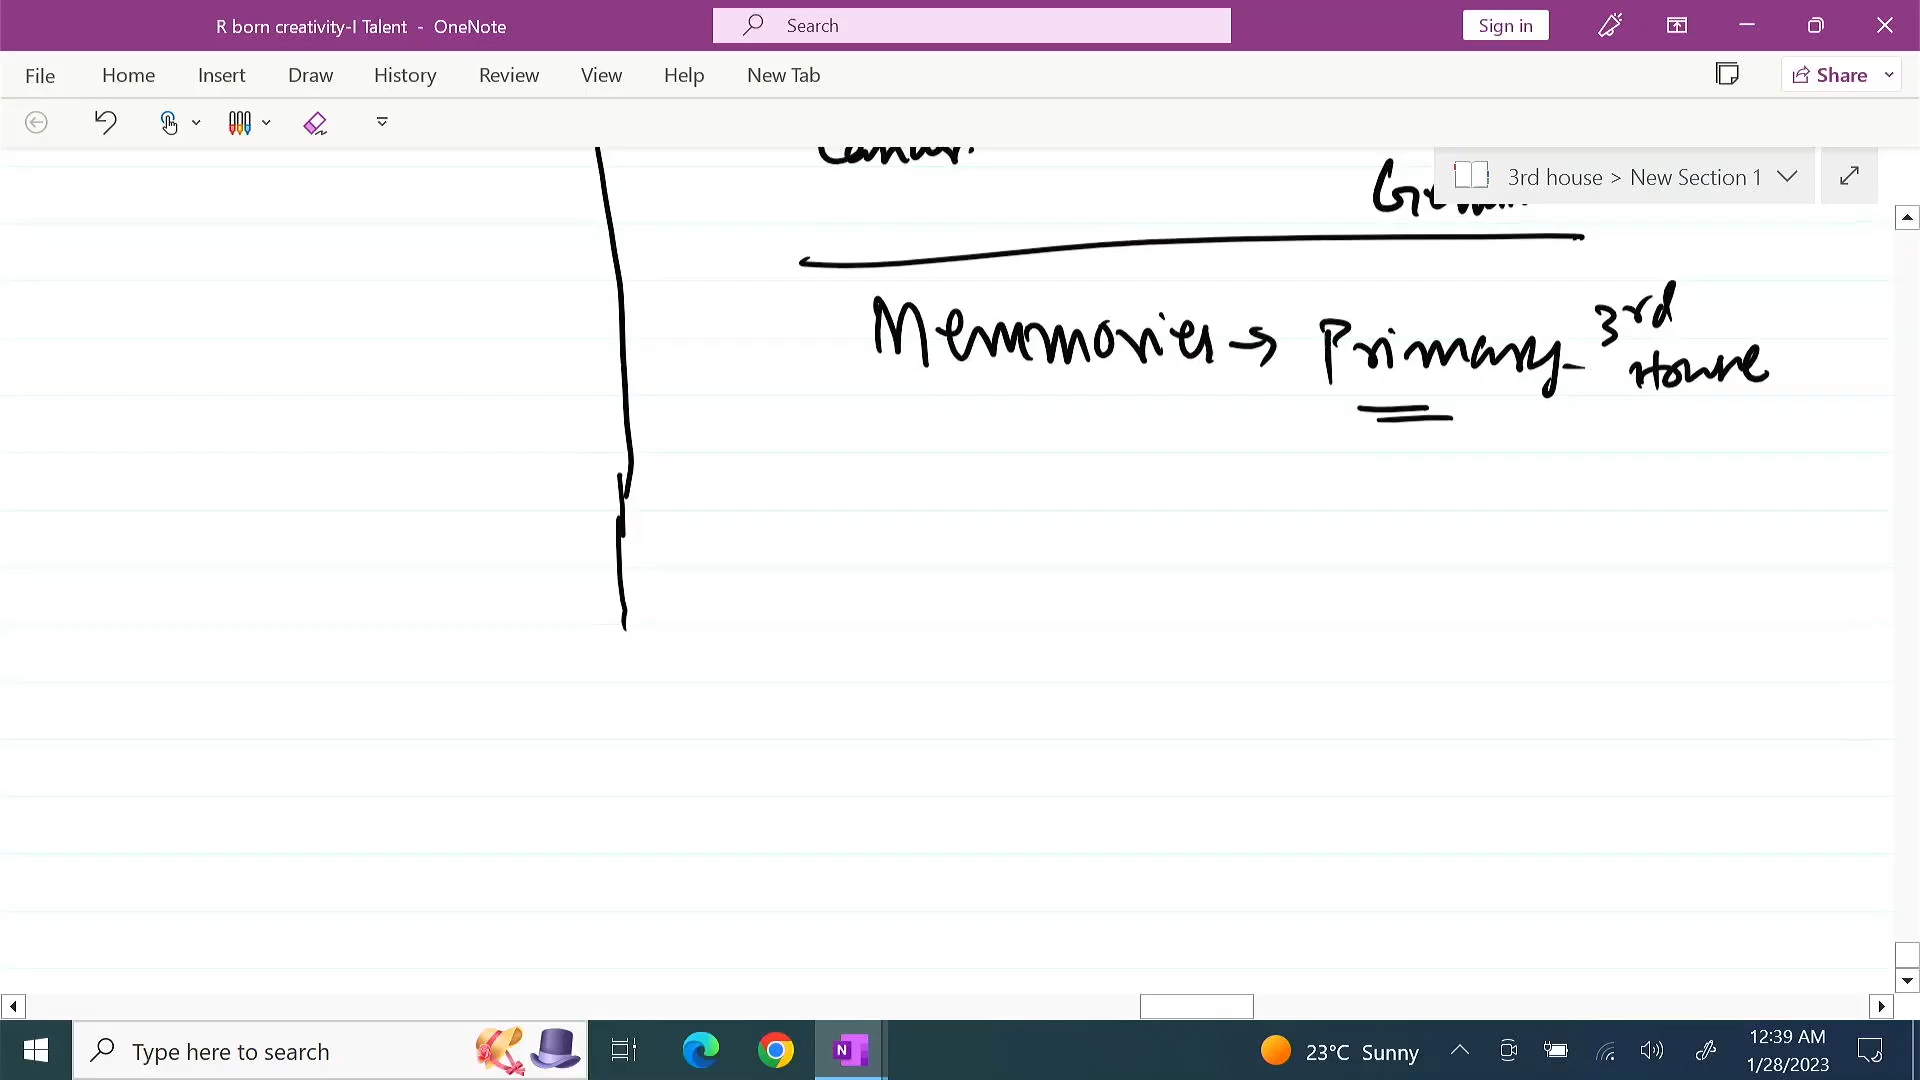 R born creativity-I Talent - OneNote
Search
Sign in
File Home Insert Draw History Review View Help New Tab
Share
3rd house > New Section 1
Memmories → Primary - 3rd House
Type here to search
23°C Sunny
12:39 AM
1/28/2023